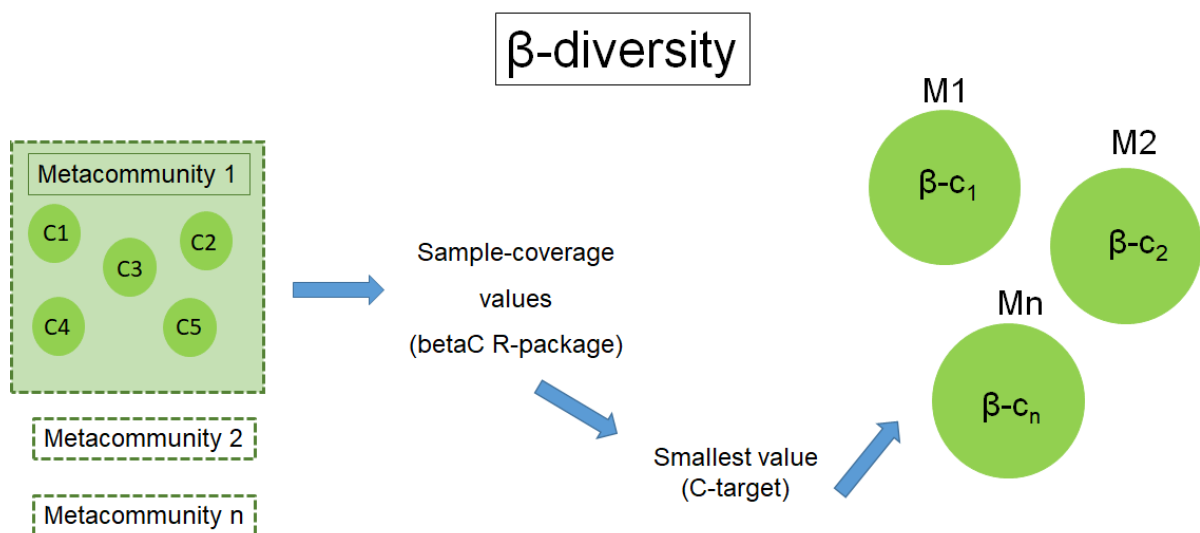 β-diversity
Metacommunity 1
C1
C2
C3
C4
C5
Metacommunity 2
Metacommunity n
Sample-coverage
values
(betaC R-package)
Smallest value
(C-target)
M1
β-c₁
M2
β-c₂
Mn
β-cₙ